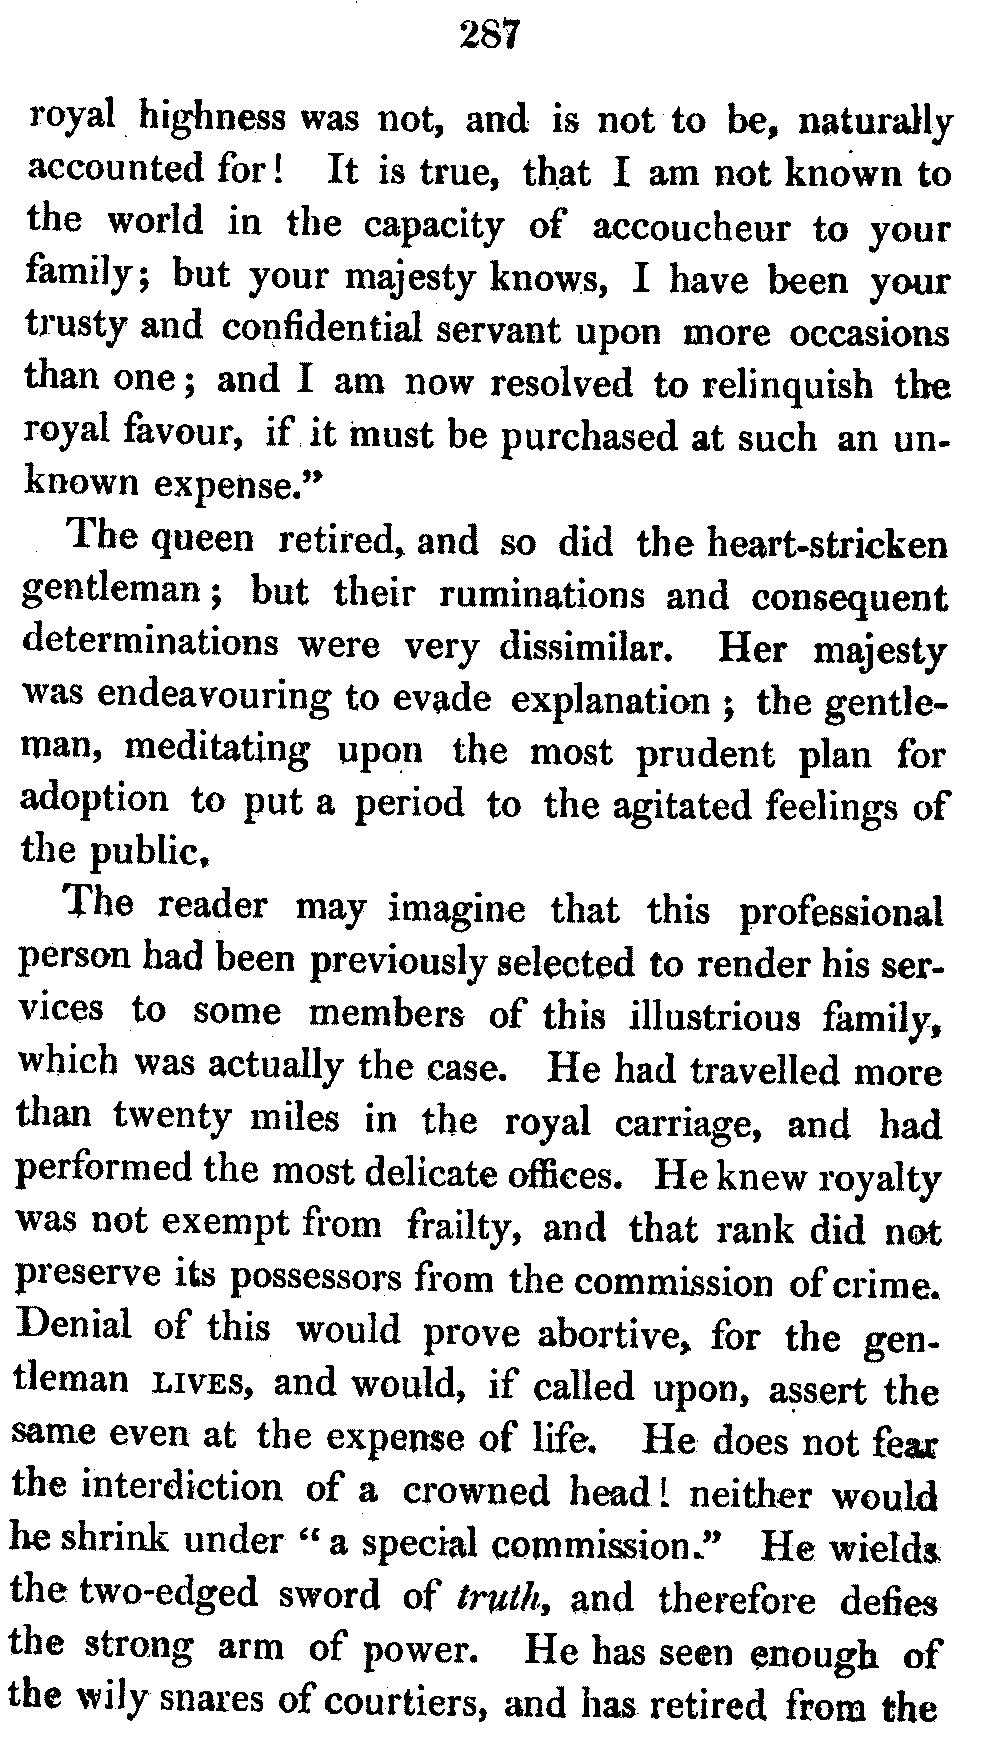 287
royal highness was not, and is not to be, naturally
accounted for! It is true, that I am not known to
the world in the capacity of accoucheur to your
family; but your majesty knows, I have been your
trusty and confidential servant upon more occasions
than one; and I am now resolved to relinquish the
royal favour, if it must be purchased at such an un-
known expense.”
The queen retired, and so did the heart-stricken
gentleman; but their ruminations and consequent
determinations were very dissimilar. Her majesty
was endeavouring to evade explanation; the gentle-
man, meditating upon the most prudent plan for
adoption to put a period to the agitated feelings of
the public.
The reader may imagine that this professional
person had been previously selected to render his ser-
vices to some members of this illustrious family,
which was actually the case. He had travelled more
than twenty miles in the royal carriage, and had
performed the most delicate offices. He knew royalty
was not exempt from frailty, and that rank did not
preserve its possessors from the commission of crime.
Denial of this would prove abortive, for the gen-
tleman LIVES, and would, if called upon, assert the
same even at the expense of life. He does not fear
the interdiction of a crowned head! neither would
he shrink under “a special commission.” He wields
the two-edged sword of truth, and therefore defies
the strong arm of power. He has seen enough of
the wily snares of courtiers, and has retired from the